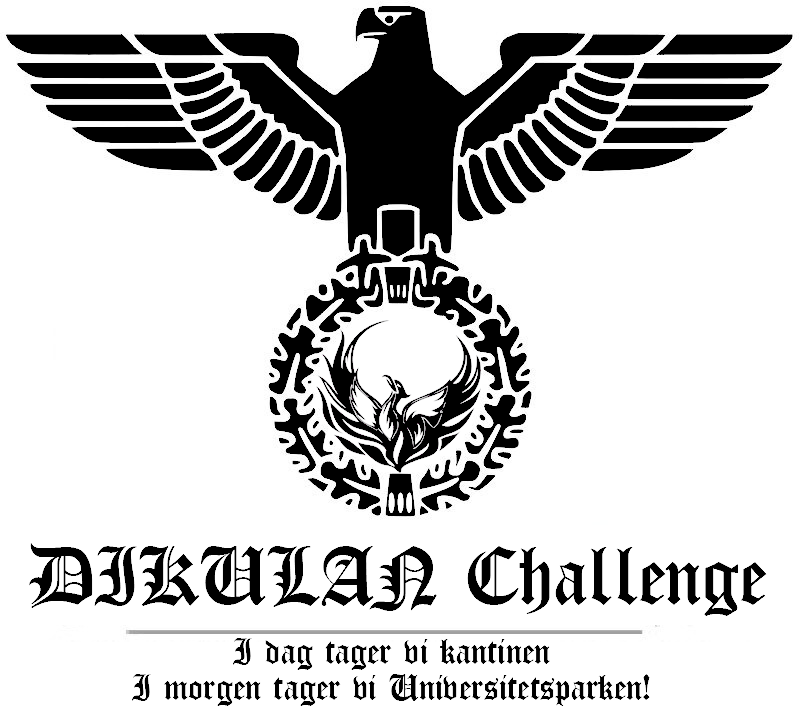 DIKULAN Challenge
I dag tager vi kantinen
I morgen tager vi Universitetsparken!